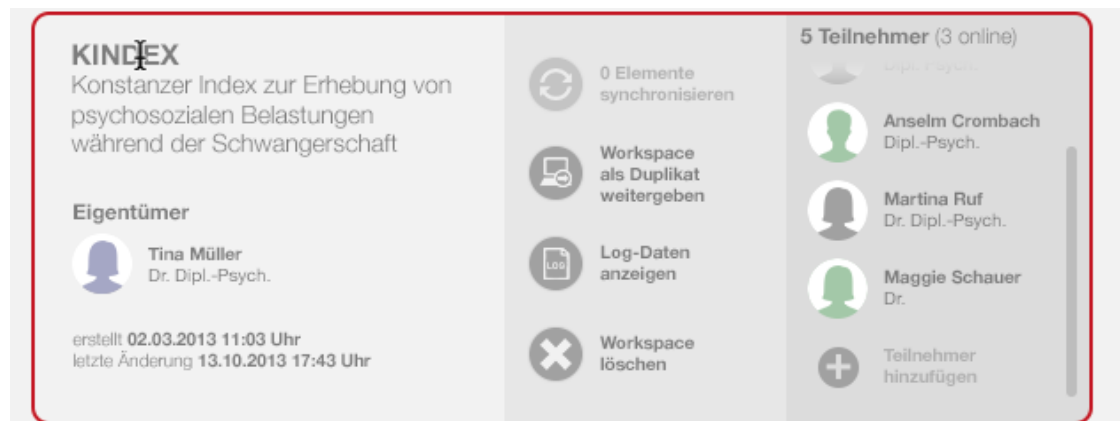 KINDEX
Konstanzer Index zur Erhebung von
psychosozialen Belastungen
während der Schwangerschaft
Eigentümer
Tina Müller
Dr. Dipl.-Psych.
erstellt 02.03.2013 11:03 Uhr
letzte Änderung 13.10.2013 17:43 Uhr
0 Elemente
synchronisieren
Workspace
als Duplikat
weitergeben
LOG
Log-Daten
anzeigen
Workspace
löschen
5 Teilnehmer (3 online)
Dipl.-Psych.
Anselm Crombach
Dipl.-Psych.
Martina Ruf
Dr. Dipl.-Psych.
Maggie Schauer
Dr.
Teilnehmer
hinzufügen